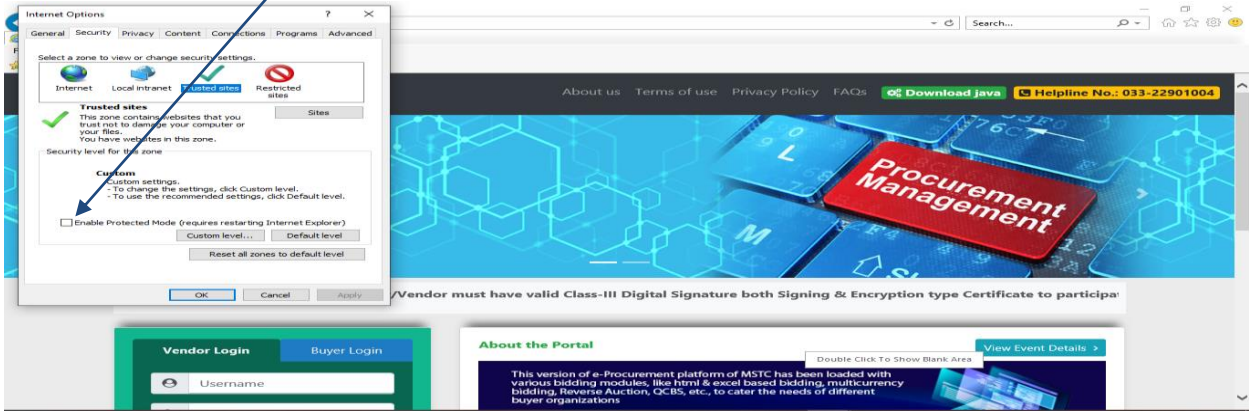 Internet Options
General Security Privacy Content Connections Programs Advanced
Select a zone to view or change security settings.
Internet Local intranet Trusted sites Restricted sites
Trusted sites
Sites
This zone contains websites that you
trust not to damage your computer or
your files.
You have websites in this zone.
Security level for this zone
Custom
Custom settings.
- To change the settings, click Custom level.
- To use the recommended settings, click Default level.
Enable Protected Mode (requires restarting Internet Explorer)
Custom level... Default level
Reset all zones to default level
OK Cancel Apply
Search...
About us Terms of use Privacy Policy FAQs Download java Helpline No.: 033-22901004
Procurement
Management
/Vendor must have valid Class-III Digital Signature both Signing & Encryption type Certificate to participa
Vendor Login Buyer Login
Username
About the Portal
View Event Details >
Double Click To Show Blank Area
This version of e-Procurement platform of MSTC has been loaded with
various bidding modules, like html & excel based bidding, multicurrency
bidding, Reverse Auction, QCBS, etc., to cater the needs of different
buyer organizations